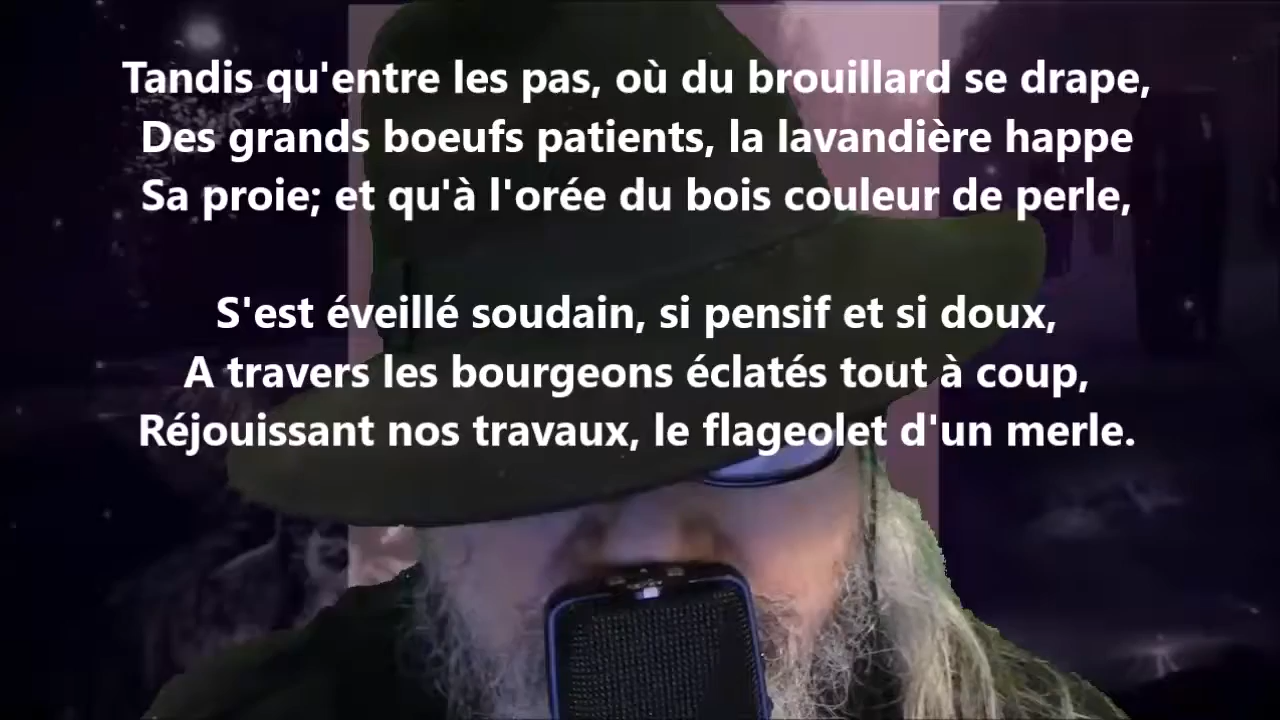 Tandis qu'entre les pas, où du brouillard se drape,
Des grands boeufs patients, la lavandière happe
Sa proie; et qu'à l'orée du bois couleur de perle,
S'est éveillé soudain, si pensif et si doux,
A travers les bourgeons éclatés tout à coup,
Réjouissant nos travaux, le flageolet d'un merle.